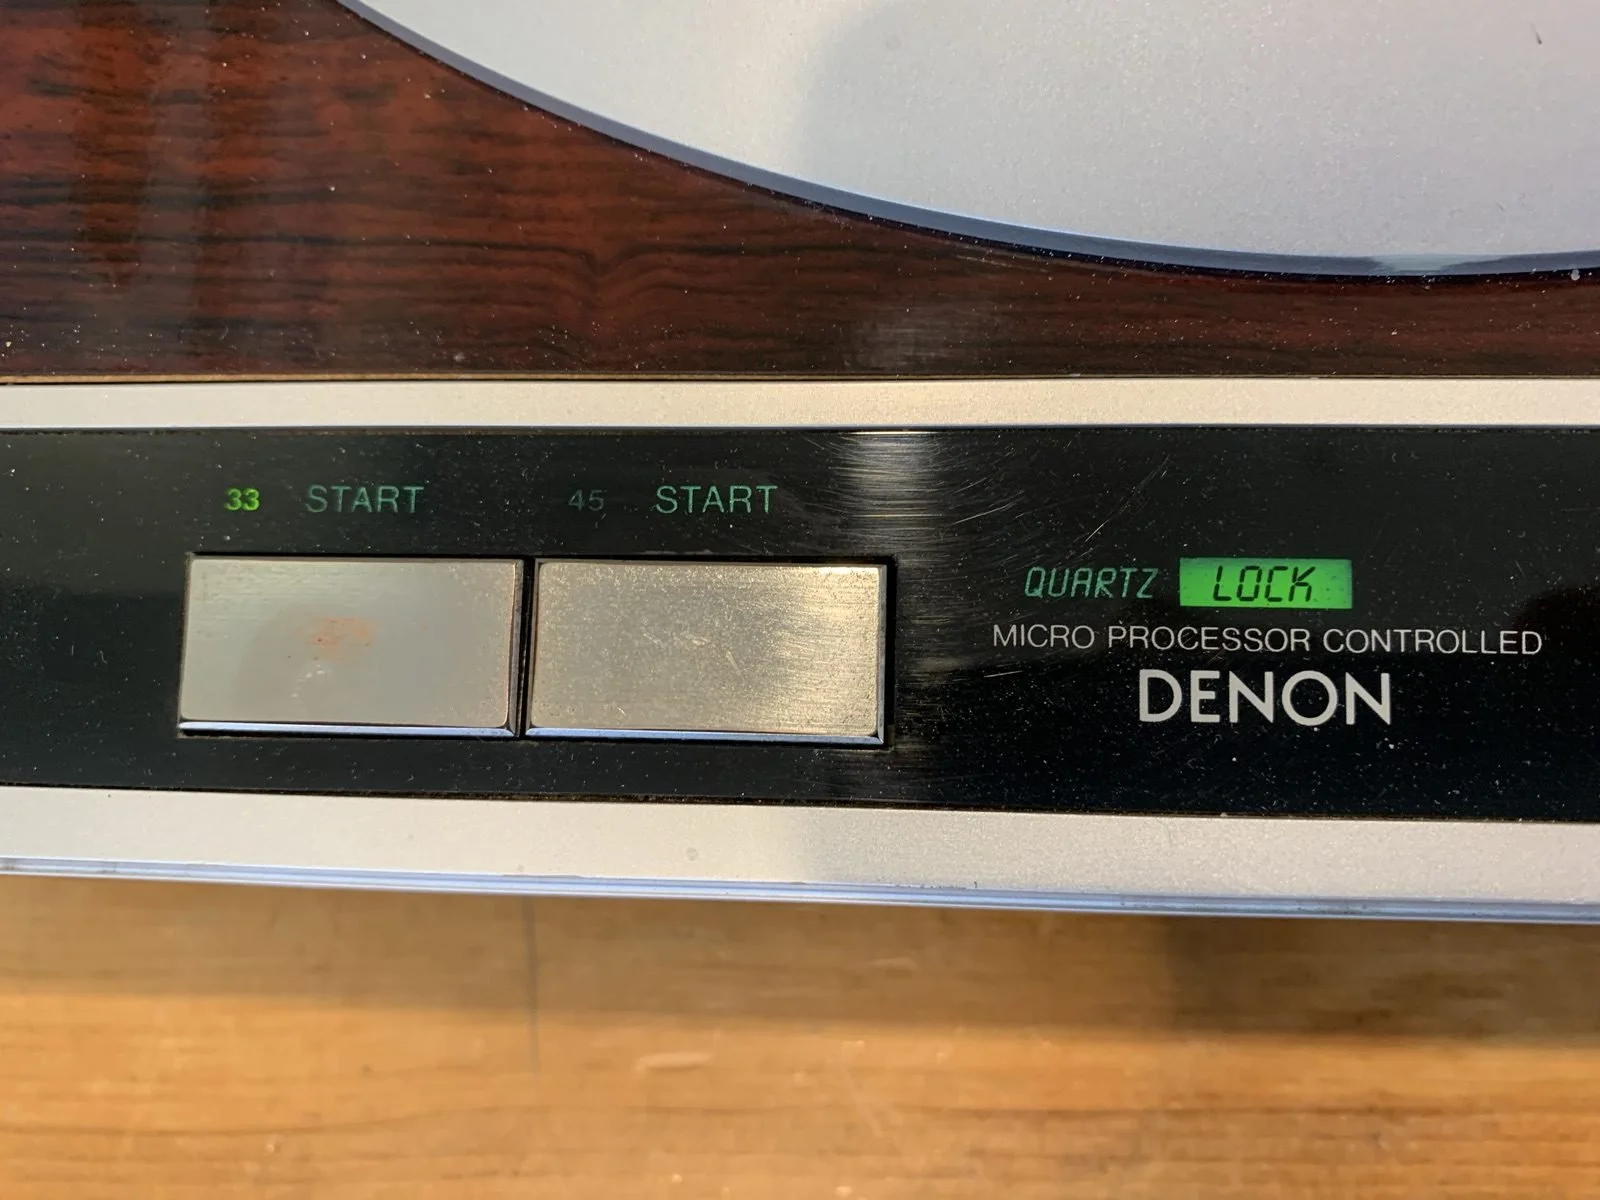 33 START 45 START
QUARTZ LOCK
MICRO PROCESSOR CONTROLLED
DENON